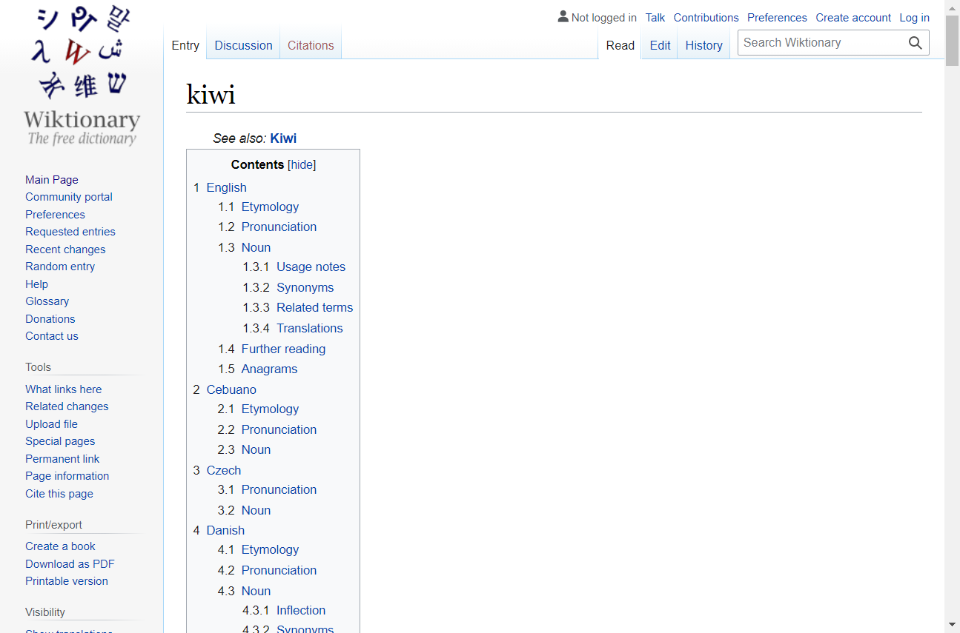 Not logged in Talk Contributions Preferences Create account Log in
Entry Discussion Citations Read Edit History Search Wiktionary
Wiktionary
The free dictionary
Main Page
Community portal
Preferences
Requested entries
Recent changes
Random entry
Help
Glossary
Donations
Contact us
Tools
What links here
Related changes
Upload file
Special pages
Permanent link
Page information
Cite this page
Print/export
Create a book
Download as PDF
Printable version
Visibility
Show translations
kiwi
See also: Kiwi
Contents [hide]
1 English
1.1 Etymology
1.2 Pronunciation
1.3 Noun
1.3.1 Usage notes
1.3.2 Synonyms
1.3.3 Related terms
1.3.4 Translations
1.4 Further reading
1.5 Anagrams
2 Cebuano
2.1 Etymology
2.2 Pronunciation
2.3 Noun
3 Czech
3.1 Pronunciation
3.2 Noun
4 Danish
4.1 Etymology
4.2 Pronunciation
4.3 Noun
4.3.1 Inflection
4.3.2 Synonyms